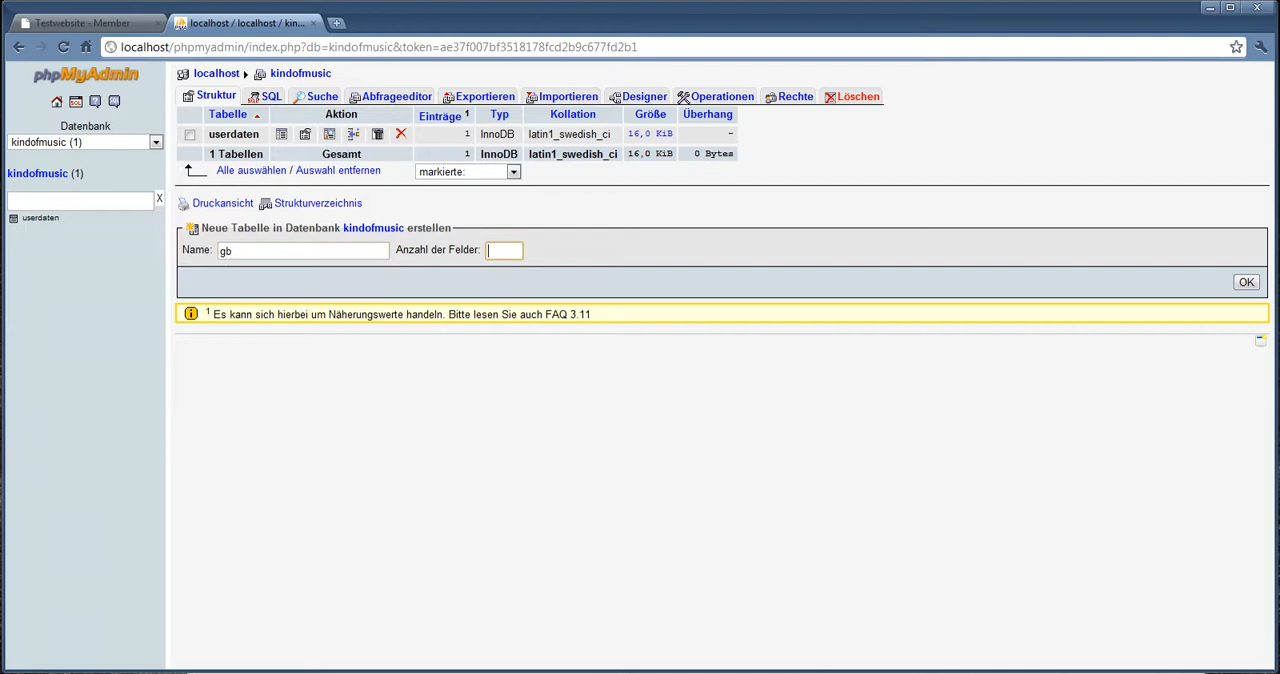 Testwebsite - Member
localhost / localhost / kin...
localhost/phpmyadmin/index.php?db=kindofmusic&token=ae37f007bf3518178fcd2b9c677fd2b1
phpMyAdmin
Datenbank
kindofmusic (1)
kindofmusic (1)
X
userdaten
localhost ▸ kindofmusic
Struktur SQL Suche Abfrageeditor Exportieren Importieren Designer Operationen Rechte Löschen
Tabelle Aktion Einträge 1 Typ Kollation Größe Überhang
userdaten 1 InnoDB latin1_swedish_ci 16,0 KiB -
1 Tabellen Gesamt 1 InnoDB latin1_swedish_ci 16,0 KiB 0 Bytes
Alle auswählen / Auswahl entfernen markierte:
Druckansicht Strukturverzeichnis
Neue Tabelle in Datenbank kindofmusic erstellen
Name: gb Anzahl der Felder:
OK
1 Es kann sich hierbei um Näherungswerte handeln. Bitte lesen Sie auch FAQ 3.11